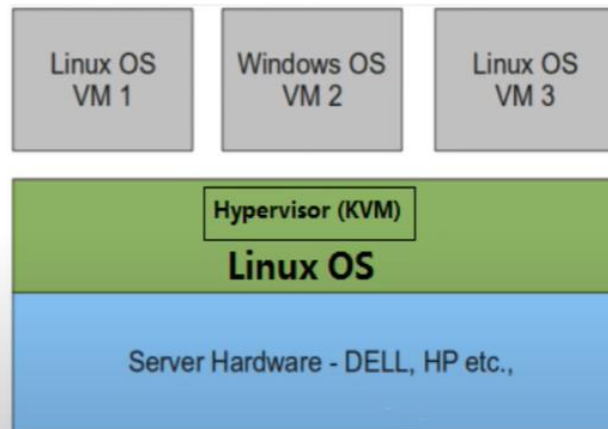 Linux OS
VM 1
Windows OS
VM 2
Linux OS
VM 3
Hypervisor (KVM)
Linux OS
Server Hardware - DELL, HP etc.,